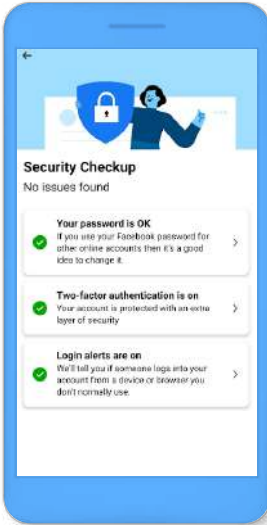 Security Checkup
No issues found
Your password is OK
If you use your Facebook password for
other online accounts then it's a good
idea to change it.
Two-factor authentication is on
Your account is protected with an extra
layer of security
Login alerts are on
We'll tell you if someone logs into your
account from a device or browser you
don't normally use.